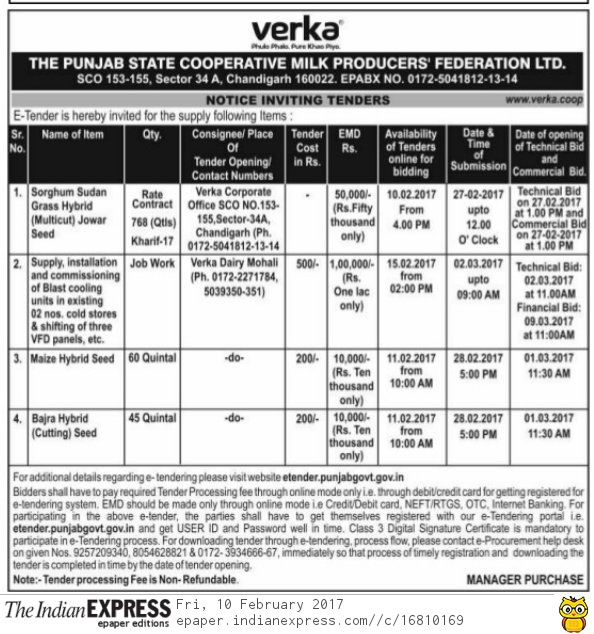 verka
Phulo Phalo. Pure Khao Piyo.
THE PUNJAB STATE COOPERATIVE MILK PRODUCERS' FEDERATION LTD.
SCO 153-155, Sector 34 A, Chandigarh 160022. EPABX NO. 0172-5041812-13-14
NOTICE INVITING TENDERS
www.verka.coop
E-Tender is hereby invited for the supply following Items :
Sr. No.
Name of Item
Qty.
Consignee/ Place Of Tender Opening/ Contact Numbers
Tender Cost in Rs.
EMD Rs.
Availability of Tenders online for bidding
Date & Time of Submission
Date of opening of Technical Bid and Commercial Bid.
1.
Sorghum Sudan Grass Hybrid (Multicut) Jowar Seed
Rate Contract 768 (Qtls) Kharif-17
Verka Corporate Office SCO NO.153-155,Sector-34A, Chandigarh (Ph. 0172-5041812-13-14
-
50,000/- (Rs.Fifty thousand only)
10.02.2017 From 4.00 PM
27-02-2017 upto 12.00 O' Clock
Technical Bid on 27.02.2017 at 1.00 PM and Commercial Bid on 27-02-2017 at 1.00 PM
2.
Supply, installation and commissioning of Blast cooling units in existing 02 nos. cold stores & shifting of three VFD panels, etc.
Job Work
Verka Dairy Mohali (Ph. 0172-2271784, 5039350-351)
500/-
1,00,000/- (Rs. One lac only)
15.02.2017 from 02:00 PM
02.03.2017 upto 09:00 AM
Technical Bid: 02.03.2017 at 11.00AM Financial Bid: 09.03.2017 at 11:00AM
3.
Maize Hybrid Seed
60 Quintal
-do-
200/-
10,000/- (Rs. Ten thousand only)
11.02.2017 from 10:00 AM
28.02.2017 5:00 PM
01.03.2017 11:30 AM
4.
Bajra Hybrid (Cutting) Seed
45 Quintal
-do-
200/-
10,000/- (Rs. Ten thousand only)
11.02.2017 from 10:00 AM
28.02.2017 5:00 PM
01.03.2017 11:30 AM
For additional details regarding e- tendering please visit website etender.punjabgovt.gov.in
Bidders shall have to pay required Tender Processing fee through online mode only i.e. through debit/credit card for getting registered for
e-tendering system. EMD should be made only through online mode i.e Credit/Debit card, NEFT/RTGS, OTC, Internet Banking. For
participating in the above e-tender, the parties shall have to get themselves registered with our e-Tendering portal i.e.
etender.punjabgovt.gov.in and get USER ID and Password well in time. Class 3 Digital Signature Certificate is mandatory to
participate in e-Tendering process. For downloading tender through e-tendering, process flow, please contact e-Procurement help desk
on given Nos. 9257209340, 8054628821 & 0172- 3934666-67, immediately so that process of timely registration and downloading the
tender is completed in time by the date of tender opening.
Note:- Tender processing Fee is Non- Refundable.
MANAGER PURCHASE
The Indian EXPRESS
epaper editions
Fri, 10 February 2017
epaper.indianexpress.com//c/16810169